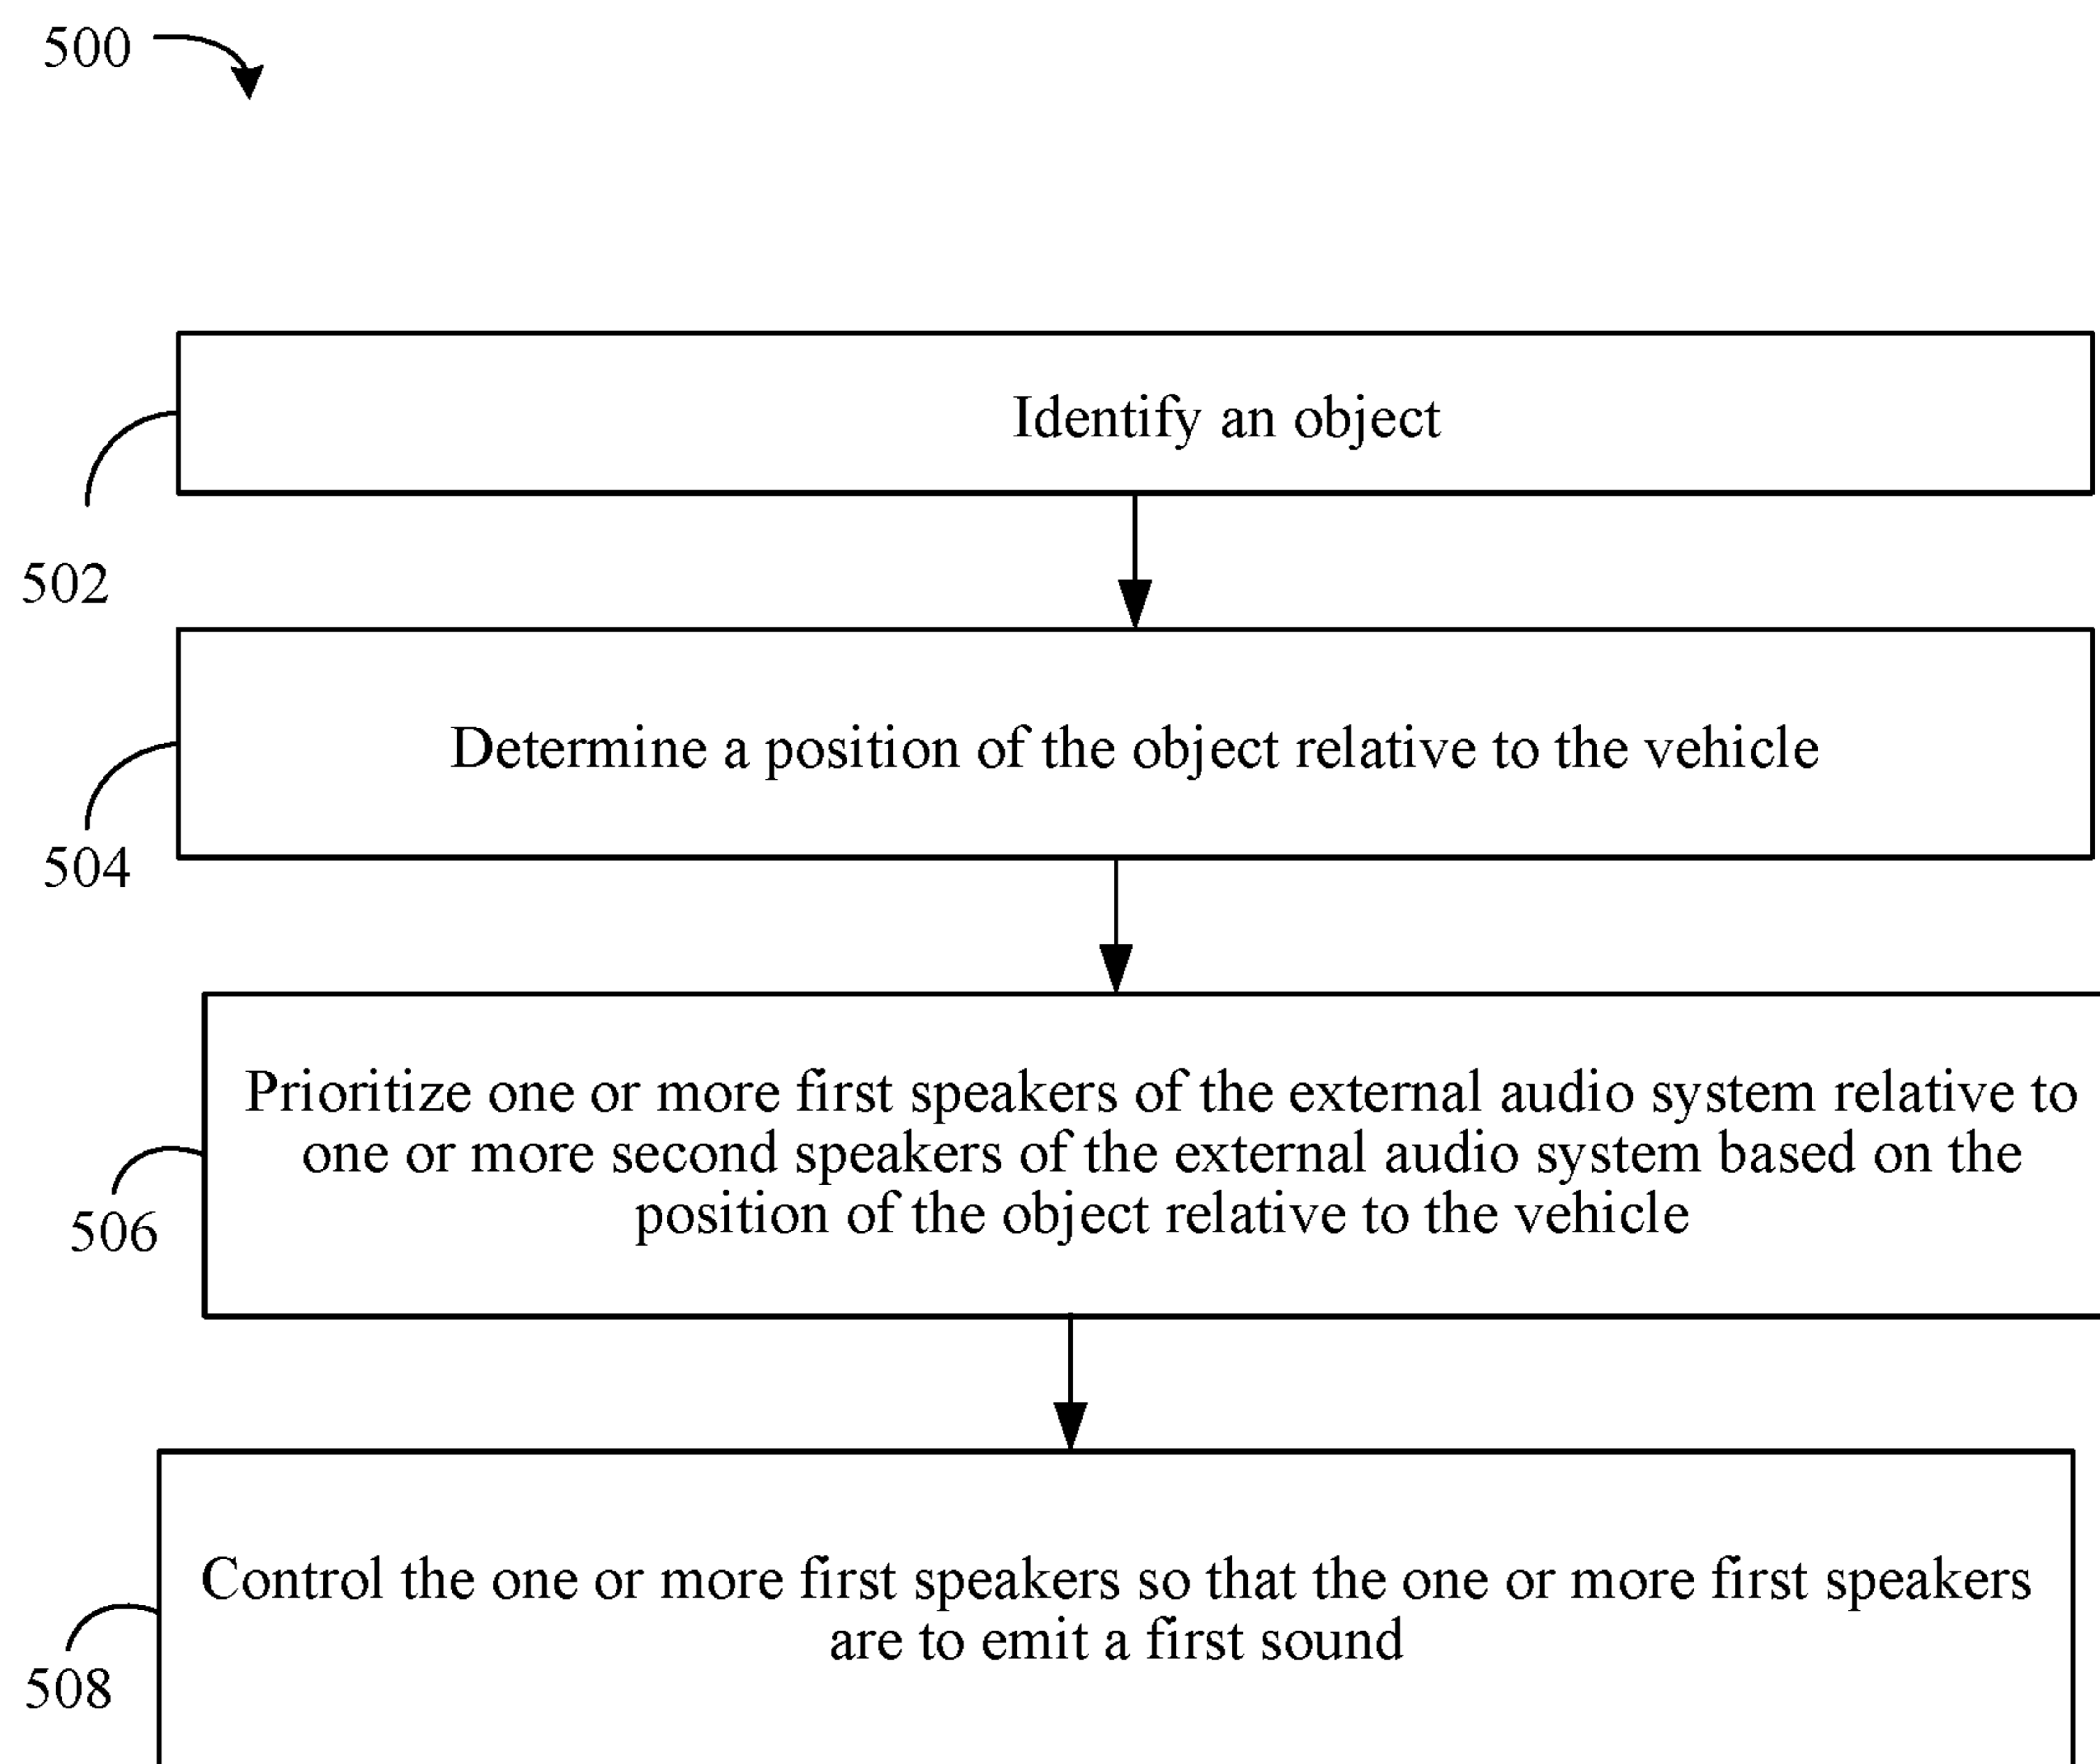 500
Identify an object
502
Determine a position of the object relative to the vehicle
504
Prioritize one or more first speakers of the external audio system relative to
one or more second speakers of the external audio system based on the
position of the object relative to the vehicle
506
Control the one or more first speakers so that the one or more first speakers
are to emit a first sound
508